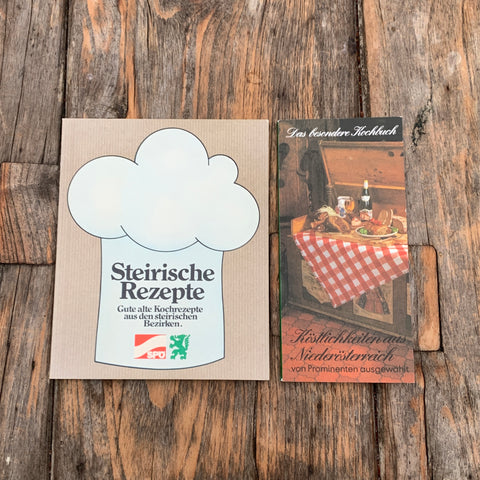 Steirische
Rezepte
Gute alte Kochrezepte
aus den steirischen
Bezirken.
SPÖ
Das besondere Kochbuch
Köstlichkeiten aus
Niederösterreich
von Prominenten ausgewählt